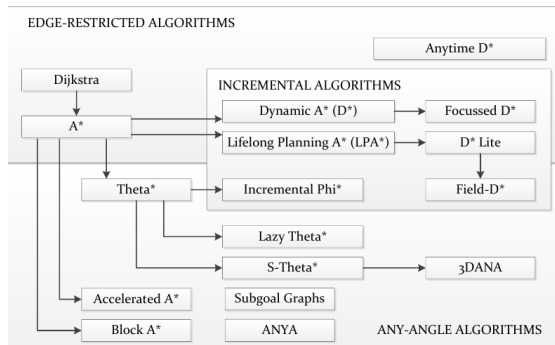 EDGE-RESTRICTED ALGORITHMS
Anytime D*
Dijkstra
INCREMENTAL ALGORITHMS
Dynamic A* (D*)
Focussed D*
A*
Lifelong Planning A* (LPA*)
D* Lite
Theta*
Incremental Phi*
Field-D*
Lazy Theta*
S-Theta*
3DANA
Accelerated A*
Subgoal Graphs
Block A*
ANYA
ANY-ANGLE ALGORITHMS